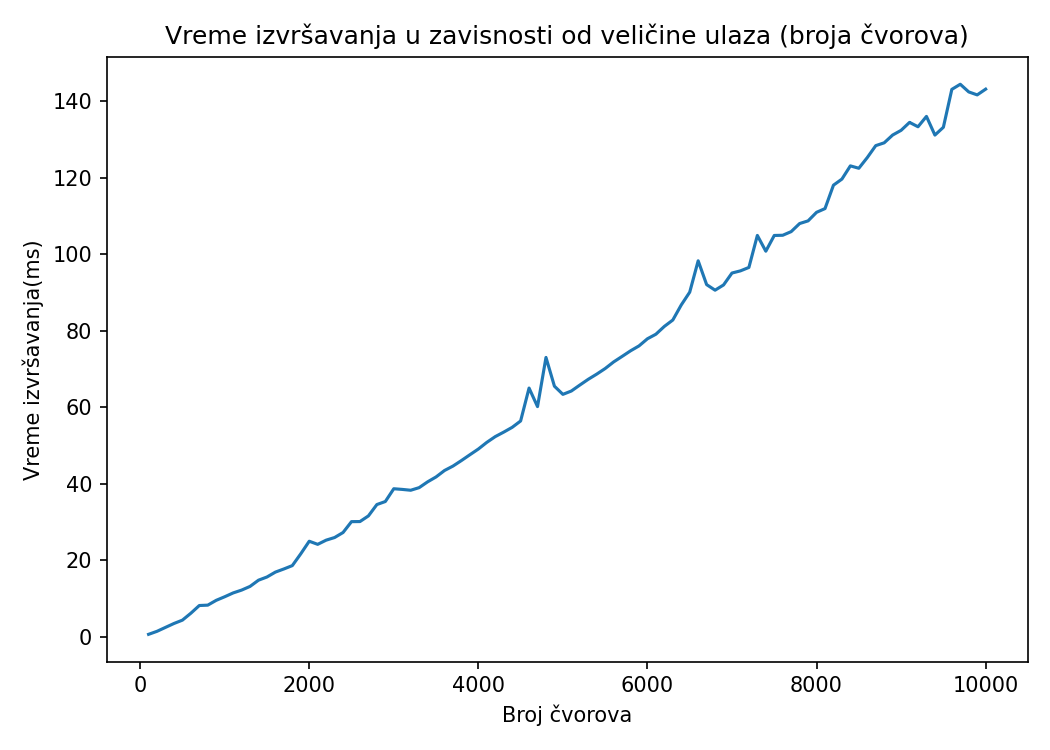 Vreme izvršavanja u zavisnosti od veličine ulaza (broja čvorova)
Vreme izvršavanja(ms)
140
120
100
80
60
40
20
0
0 2000 4000 6000 8000 10000
Broj čvorova